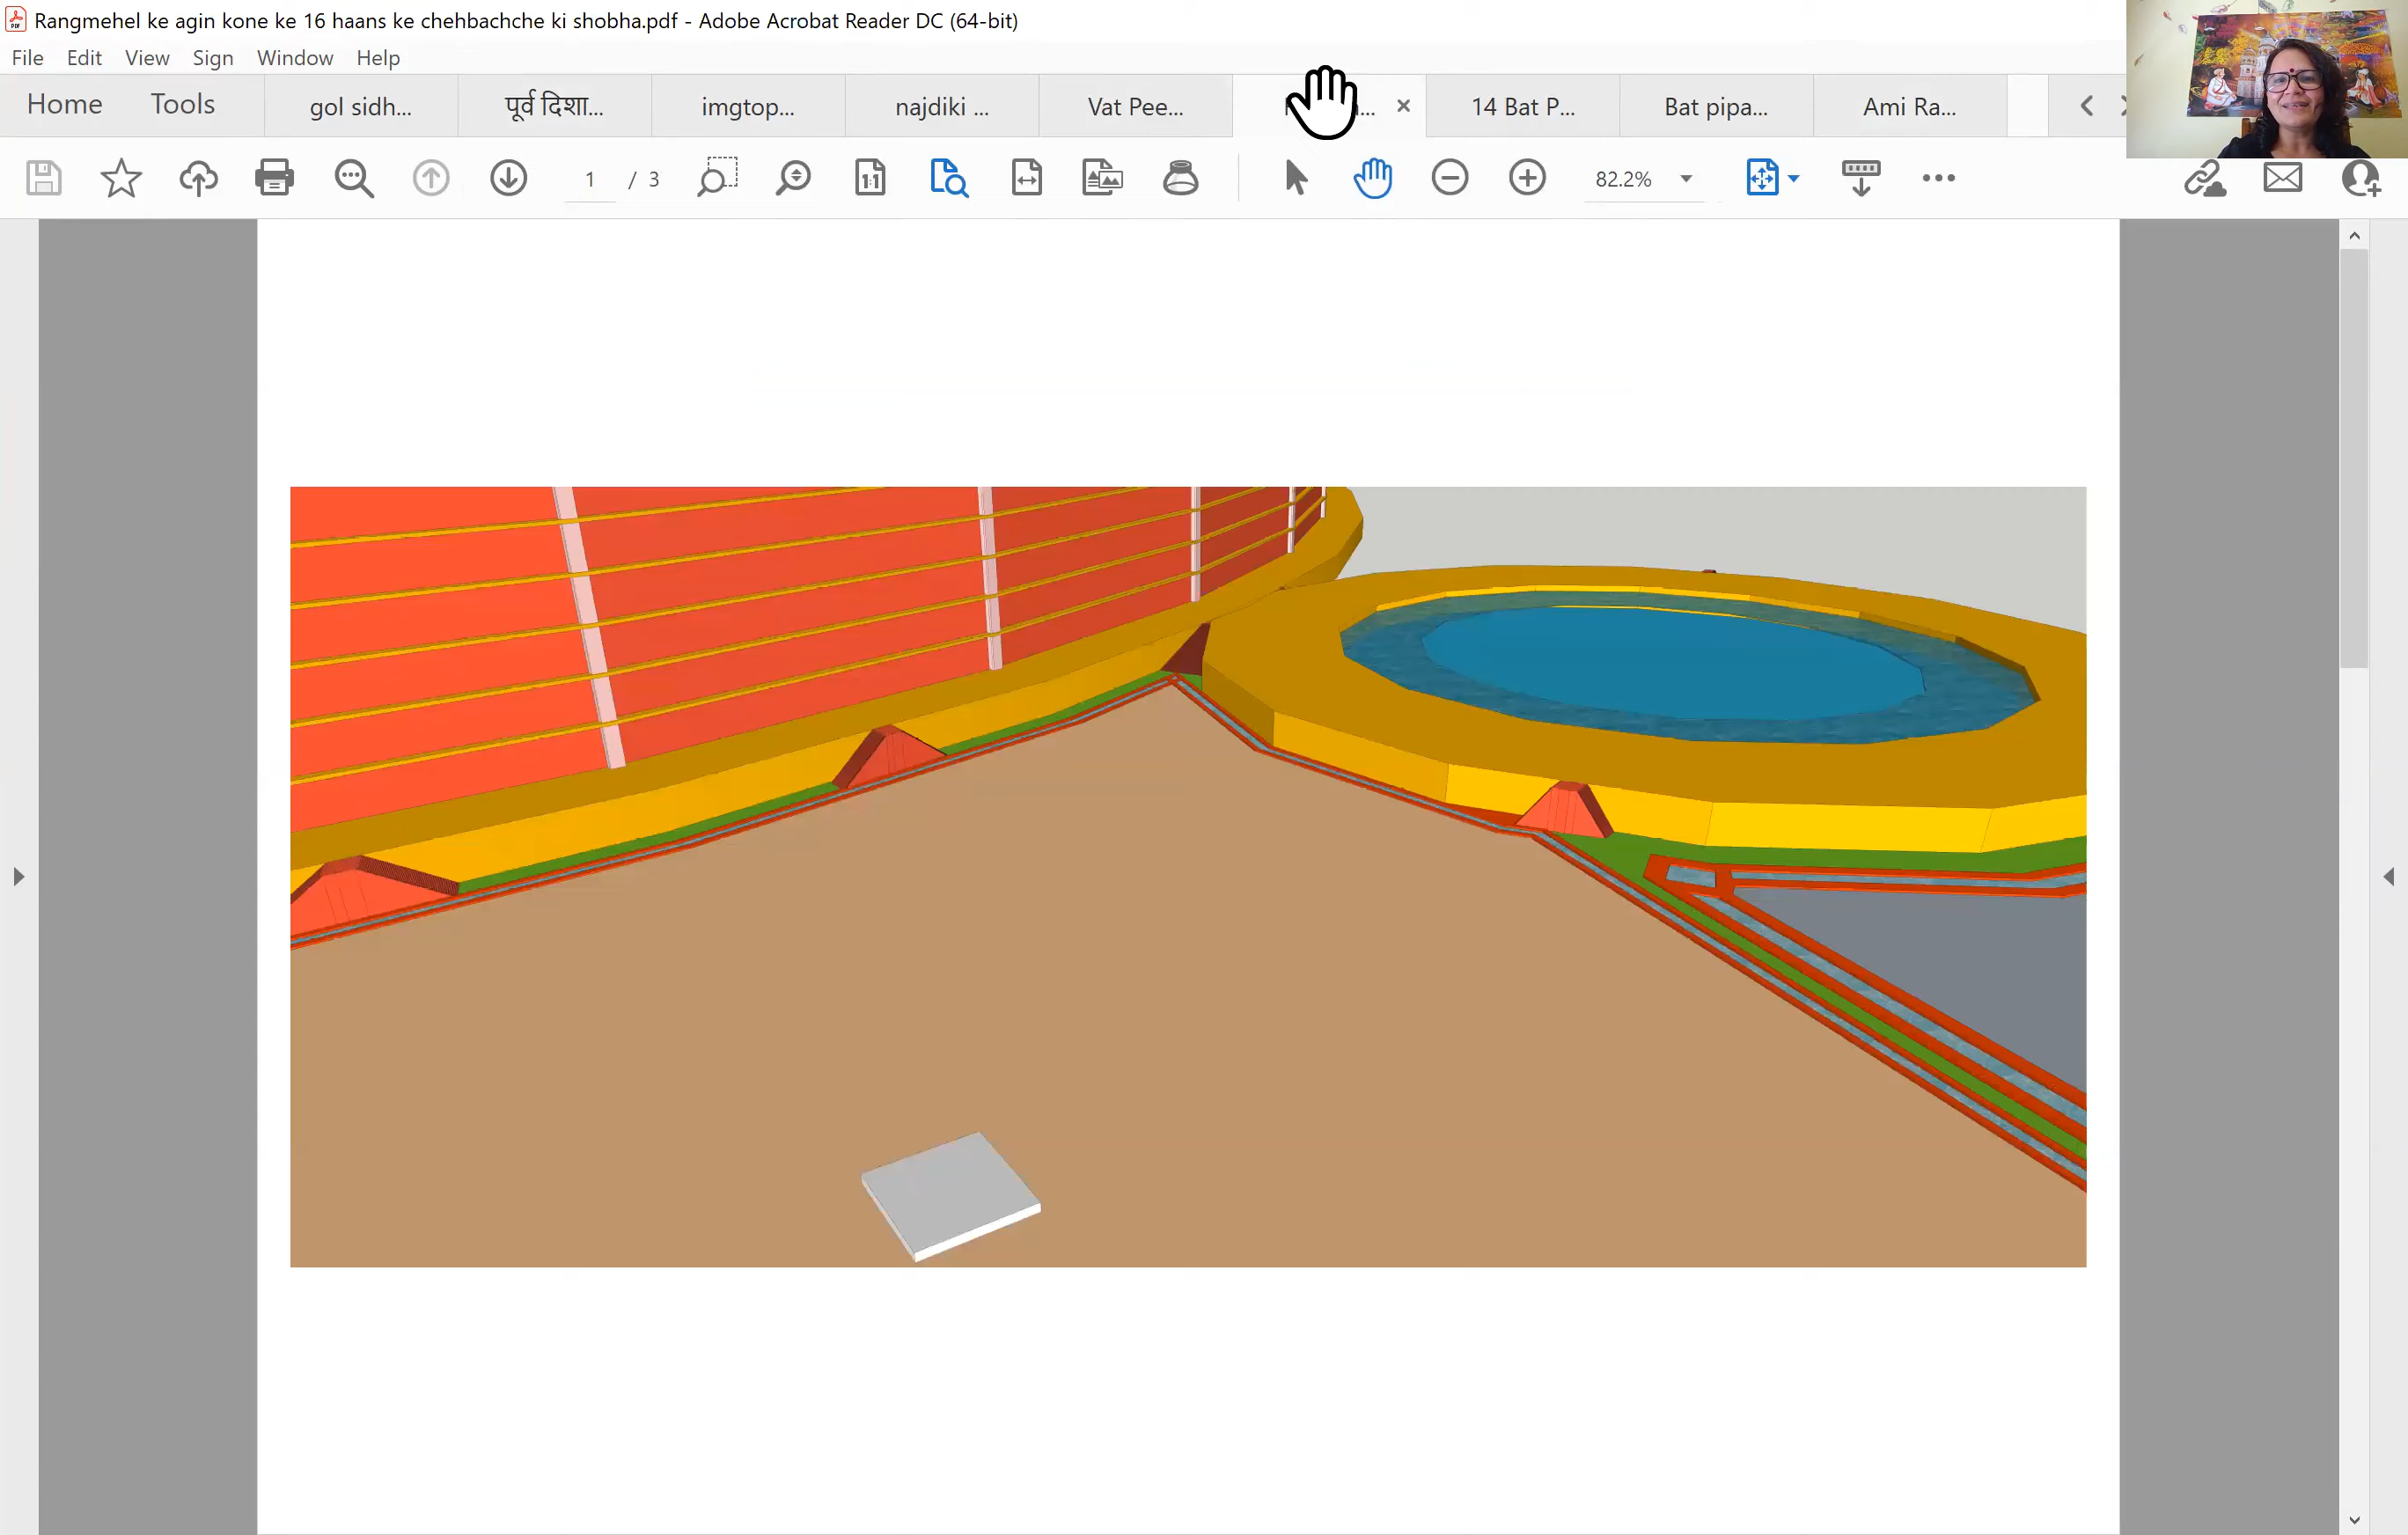 Rangmehel ke agin kone ke 16 haans ke chehbachche ki shobha.pdf - Adobe Acrobat Reader DC (64-bit)
File Edit View Sign Window Help
Home Tools gol sidh... पूर्व दिशा... imgtop... najdiki ... Vat Pee... 14 Bat P... Bat pipa... Ami Ra...
1 / 3 82.2%